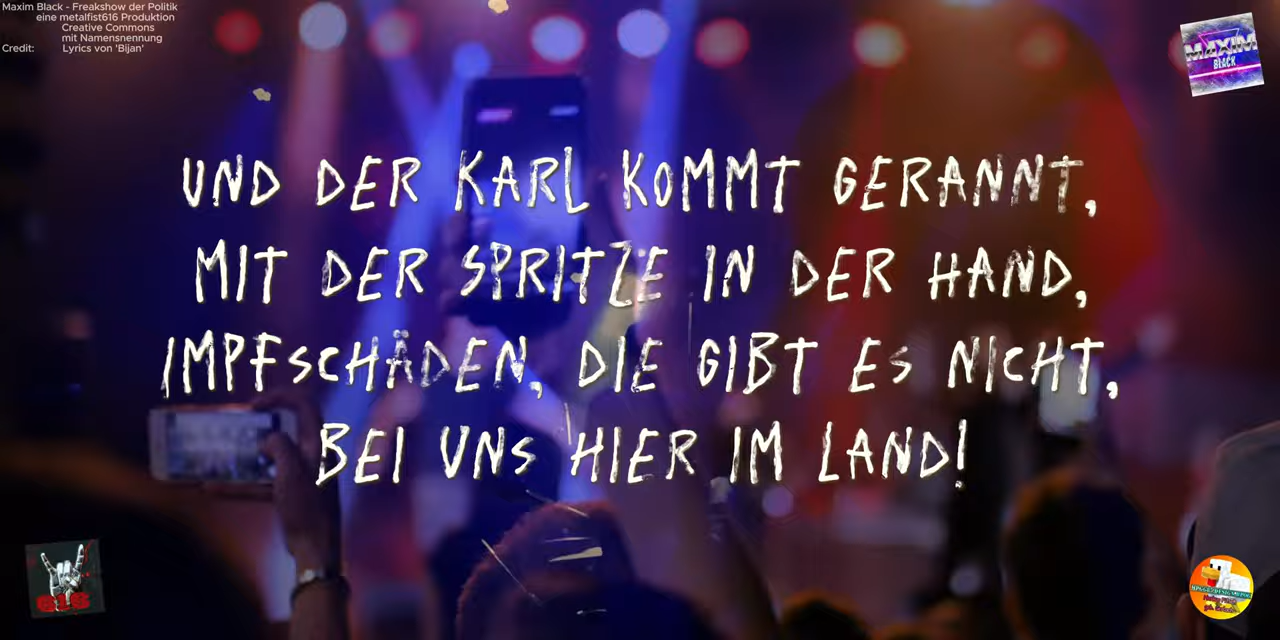 Maxim Black - Freakshow der Politik
eine metalfist616 Produktion
Creative Commons
mit Namensnennung
Credit: Lyrics von 'Bijan'
MAXIM
BLACK
UND DER KARL KOMMT GERANNT,
MIT DER SPRITZE IN DER HAND,
IMPFSCHÄDEN, DIE GIBT ES NICHT,
BEI UNS HIER IM LAND!
616